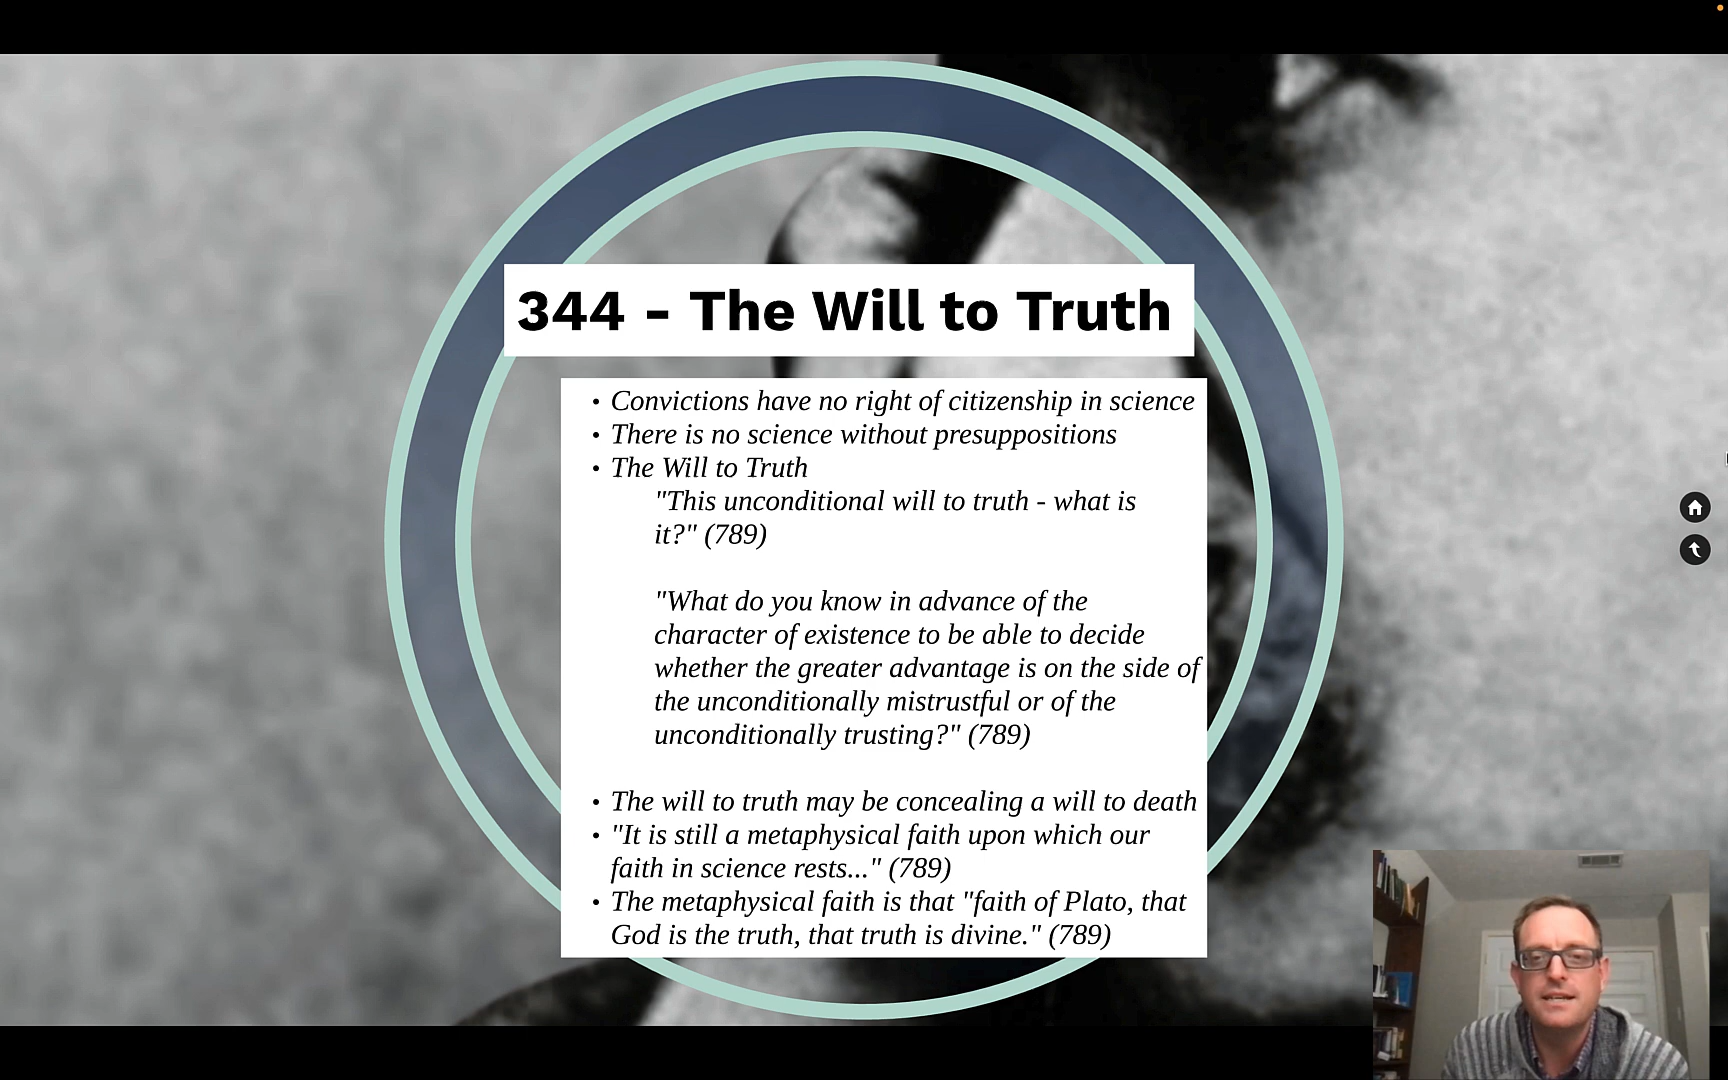 344 - The Will to Truth
• Convictions have no right of citizenship in science
• There is no science without presuppositions
• The Will to Truth
"This unconditional will to truth - what is
it?" (789)
"What do you know in advance of the
character of existence to be able to decide
whether the greater advantage is on the side of
the unconditionally mistrustful or of the
unconditionally trusting?" (789)
• The will to truth may be concealing a will to death
• "It is still a metaphysical faith upon which our
faith in science rests..." (789)
• The metaphysical faith is that "faith of Plato, that
God is the truth, that truth is divine." (789)